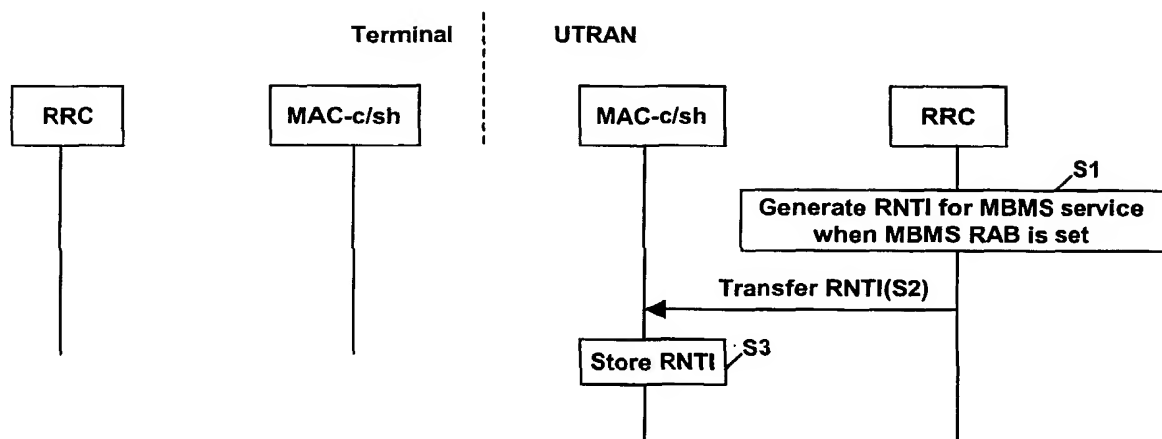 Terminal UTRAN
RRC MAC-c/sh MAC-c/sh RRC
S1
Generate RNTI for MBMS service
when MBMS RAB is set
Transfer RNTI(S2)
Store RNTI S3